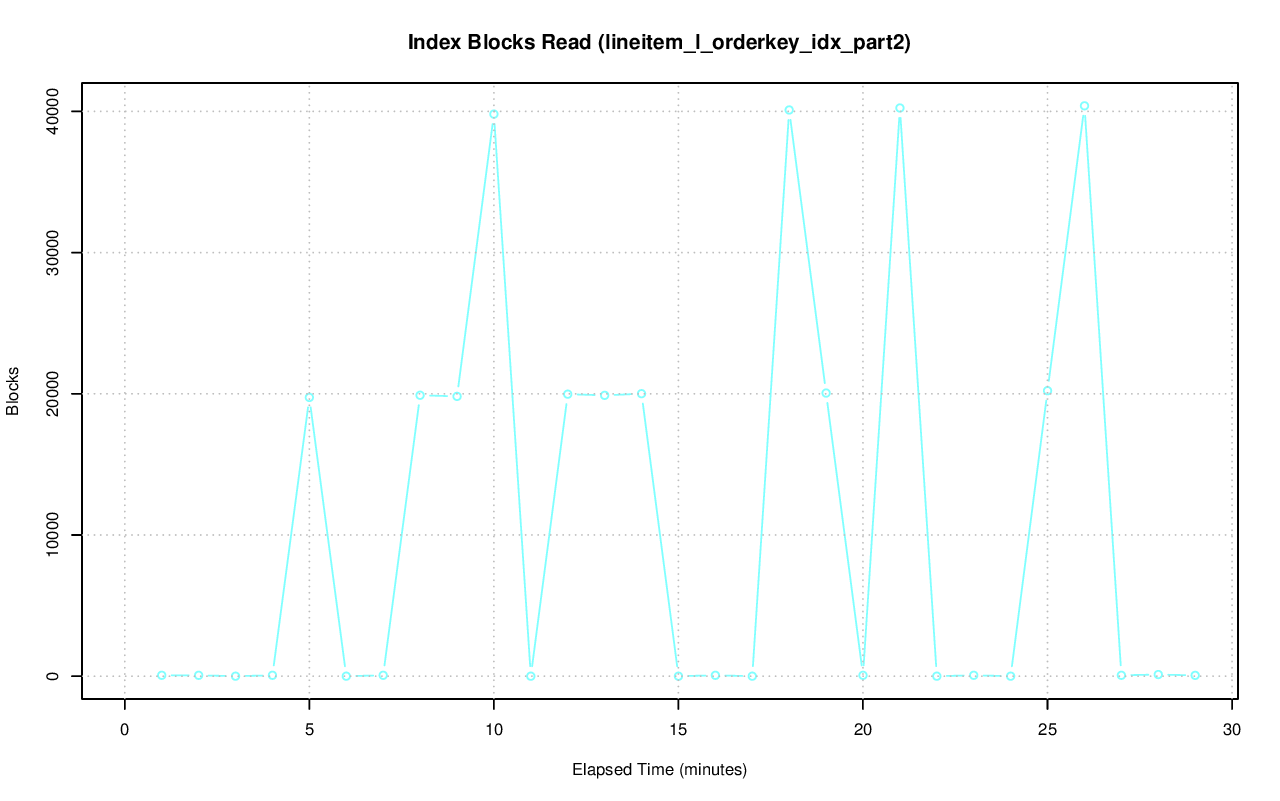 Index Blocks Read (lineitem_l_orderkey_idx_part2)
40000
30000
20000
10000
0
Blocks
0 5 10 15 20 25 30
Elapsed Time (minutes)